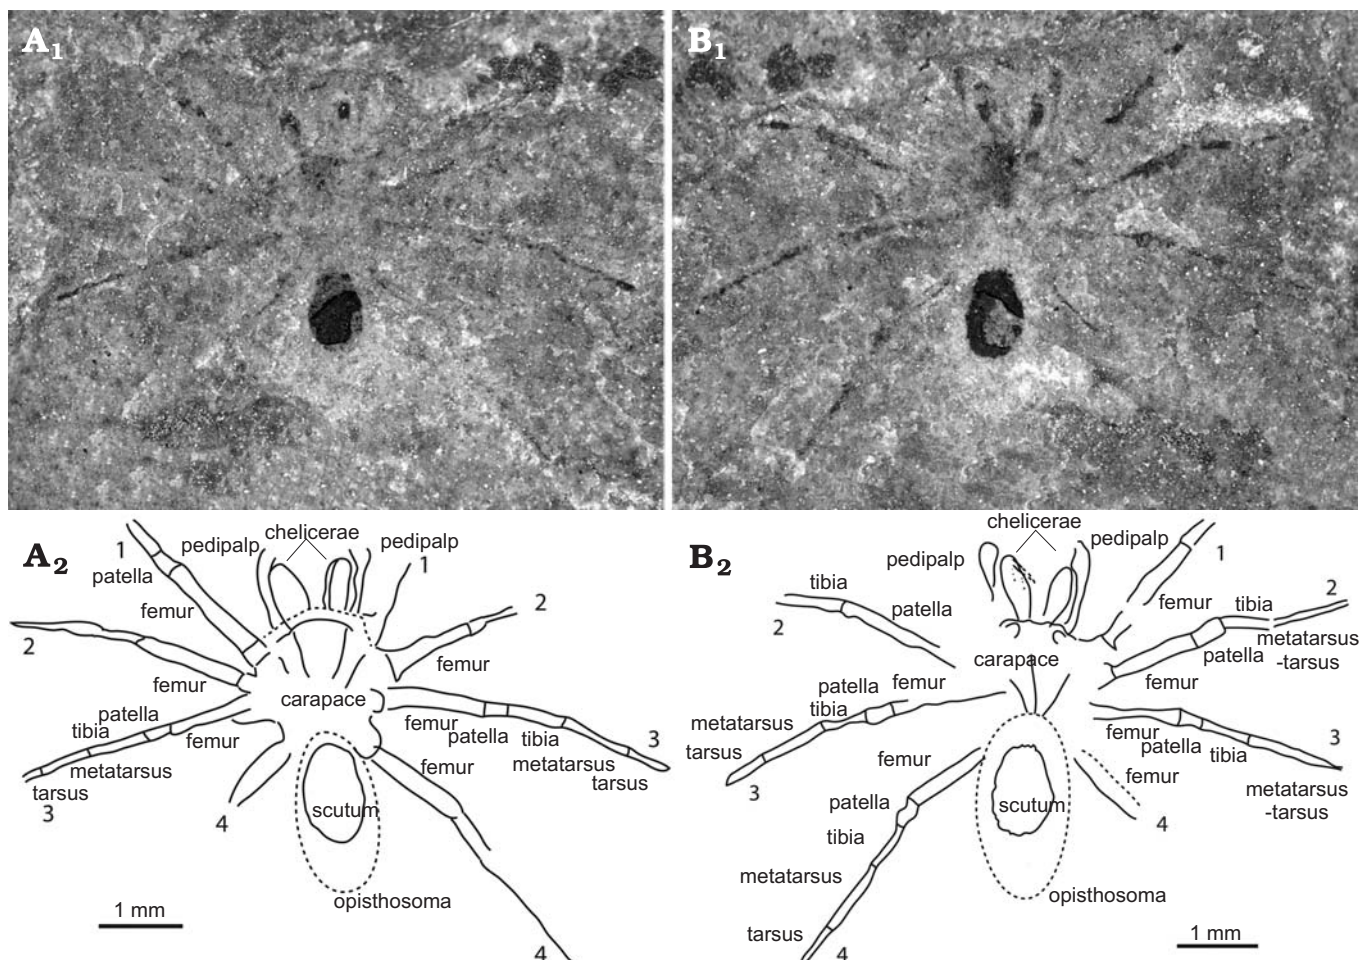 A1
B1
A2
chelicerae
pedipalp
pedipalp
1
1
patella
femur
2
2
femur
femur
carapace
patella
tibia
femur
metatarsus
tarsus
3
femur
patella
tibia
metatarsus
tarsus
3
femur
4
scutum
opisthosoma
4
1 mm
B2
chelicerae
pedipalp
pedipalp
1
tibia
patella
2
femur
tibia
2
metatarsus
-tarsus
patella
femur
carapace
patella
femur
tibia
metatarsus
tarsus
3
femur
patella
tibia
3
metatarsus
-tarsus
femur
4
femur
patella
tibia
metatarsus
tarsus
4
scutum
opisthosoma
1 mm